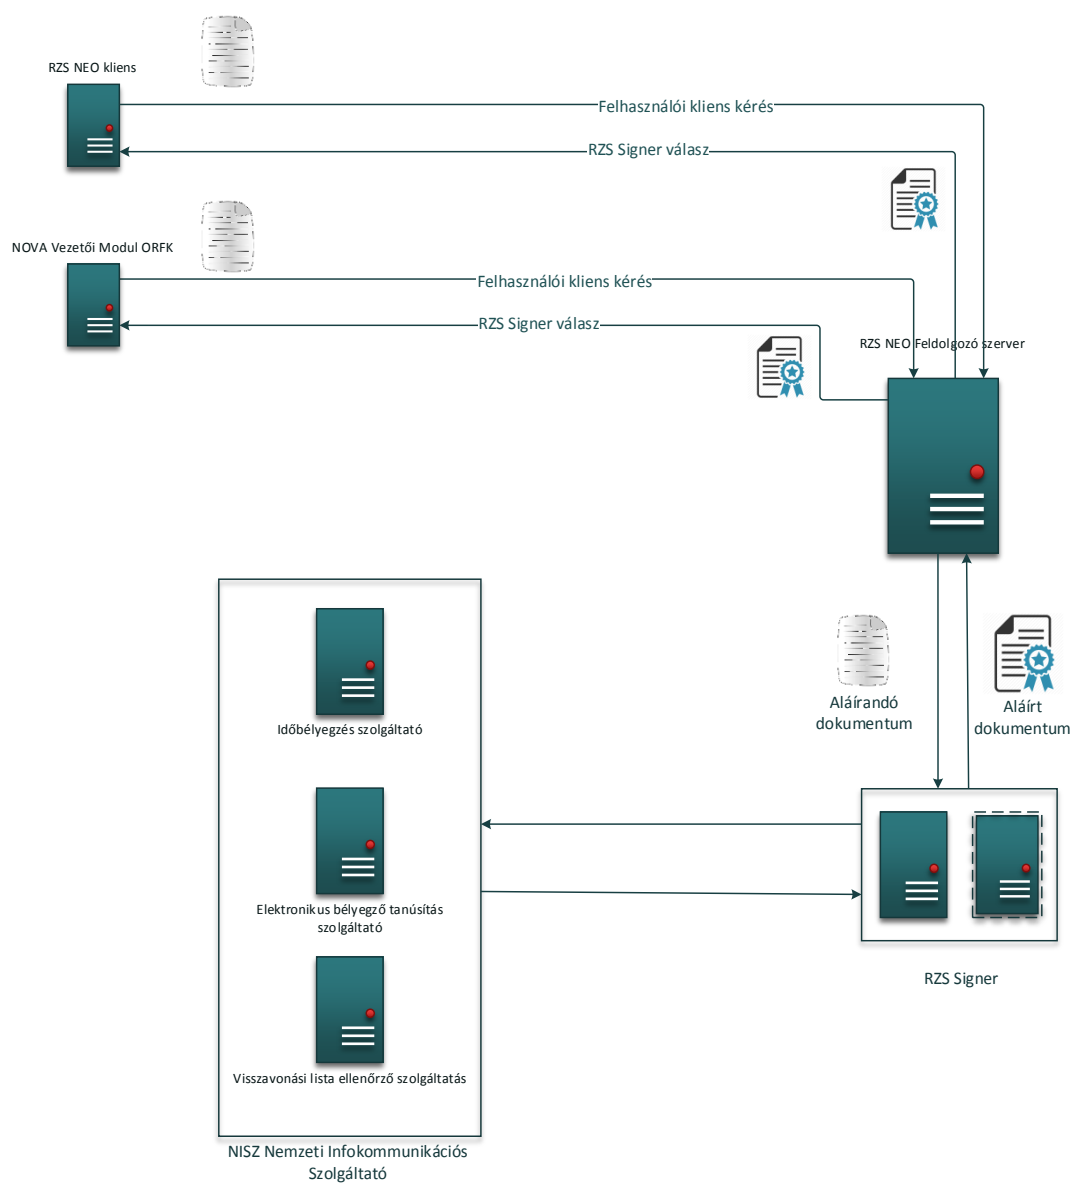 RZS NEO kliens
Felhasználói kliens kérés
RZS Signer válasz
NOVA Vezetői Modul ORFK
Felhasználói kliens kérés
RZS Signer válasz
RZS NEO Feldolgozó szerver
Aláírandó
dokumentum
Aláírt
dokumentum
Időbélyegzés szolgáltató
Elektronikus bélyegző tanúsítás
szolgáltató
RZS Signer
Visszavonási lista ellenőrző szolgáltatás
NISZ Nemzeti Infokommunikációs
Szolgáltató